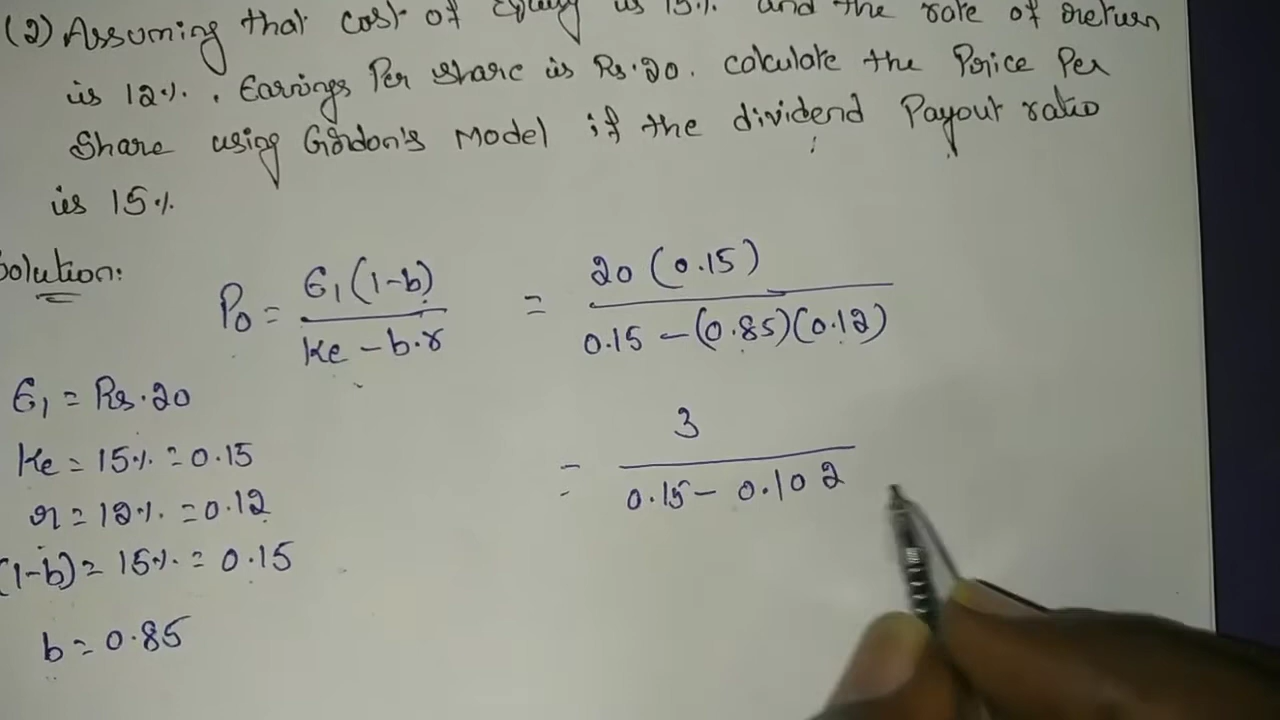 (2) Assuming that cost of Equity is 15% and the rate of return
is 12%. Earnings Per share is Rs.20. calculate the Price Per
Share using Gordon's Model if the dividend Payout ratio
is 15%
Solution:
P0 = E1(1-b) / Ke - b.r = 20 (0.15) / 0.15 - (0.85)(0.12)
E1 = Rs.20
= 3 / 0.15 - 0.102
Ke = 15% = 0.15
r = 12% = 0.12
(1-b) = 15% = 0.15
b = 0.85